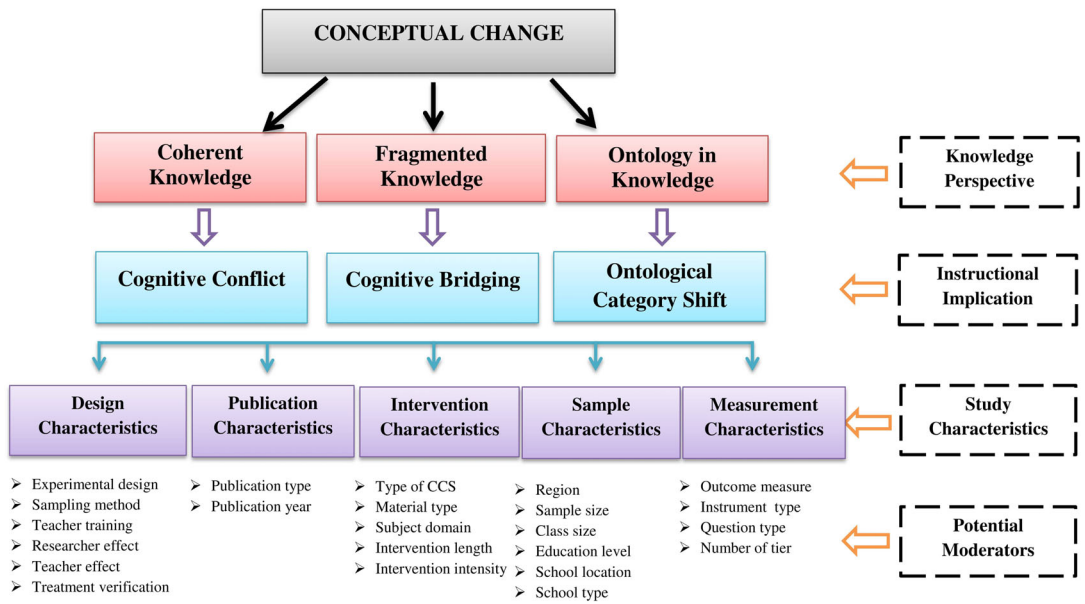 CONCEPTUAL CHANGE
Coherent
Knowledge
Fragmented
Knowledge
Ontology in
Knowledge
Knowledge
Perspective
Cognitive Conflict
Cognitive Bridging
Ontological
Category Shift
Instructional
Implication
Design
Characteristics
Publication
Characteristics
Intervention
Characteristics
Sample
Characteristics
Measurement
Characteristics
Study
Characteristics
Experimental design
Sampling method
Teacher training
Researcher effect
Teacher effect
Treatment verification
Publication type
Publication year
Type of CCS
Material type
Subject domain
Intervention length
Intervention intensity
Region
Sample size
Class size
Education level
School location
School type
Outcome measure
Instrument type
Question type
Number of tier
Potential
Moderators